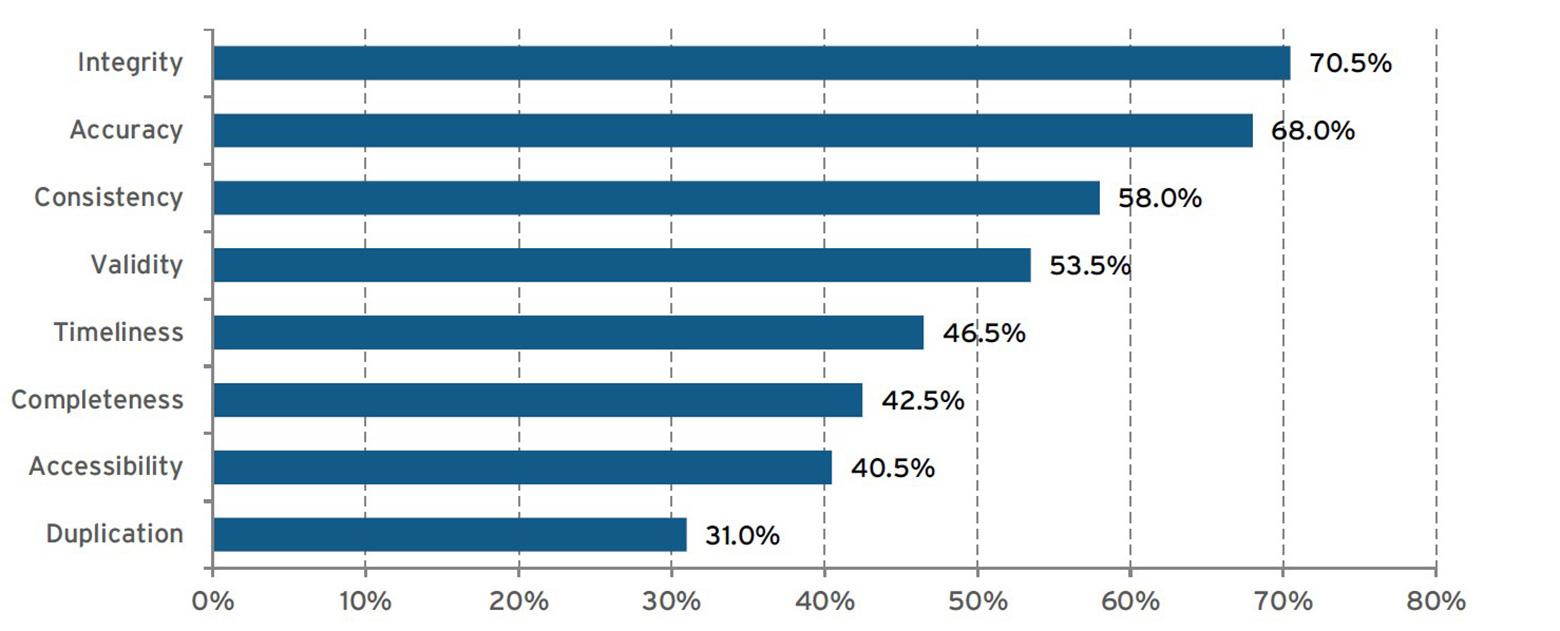 Integrity 70.5%
Accuracy 68.0%
Consistency 58.0%
Validity 53.5%
Timeliness 46.5%
Completeness 42.5%
Accessibility 40.5%
Duplication 31.0%
0% 10% 20% 30% 40% 50% 60% 70% 80%